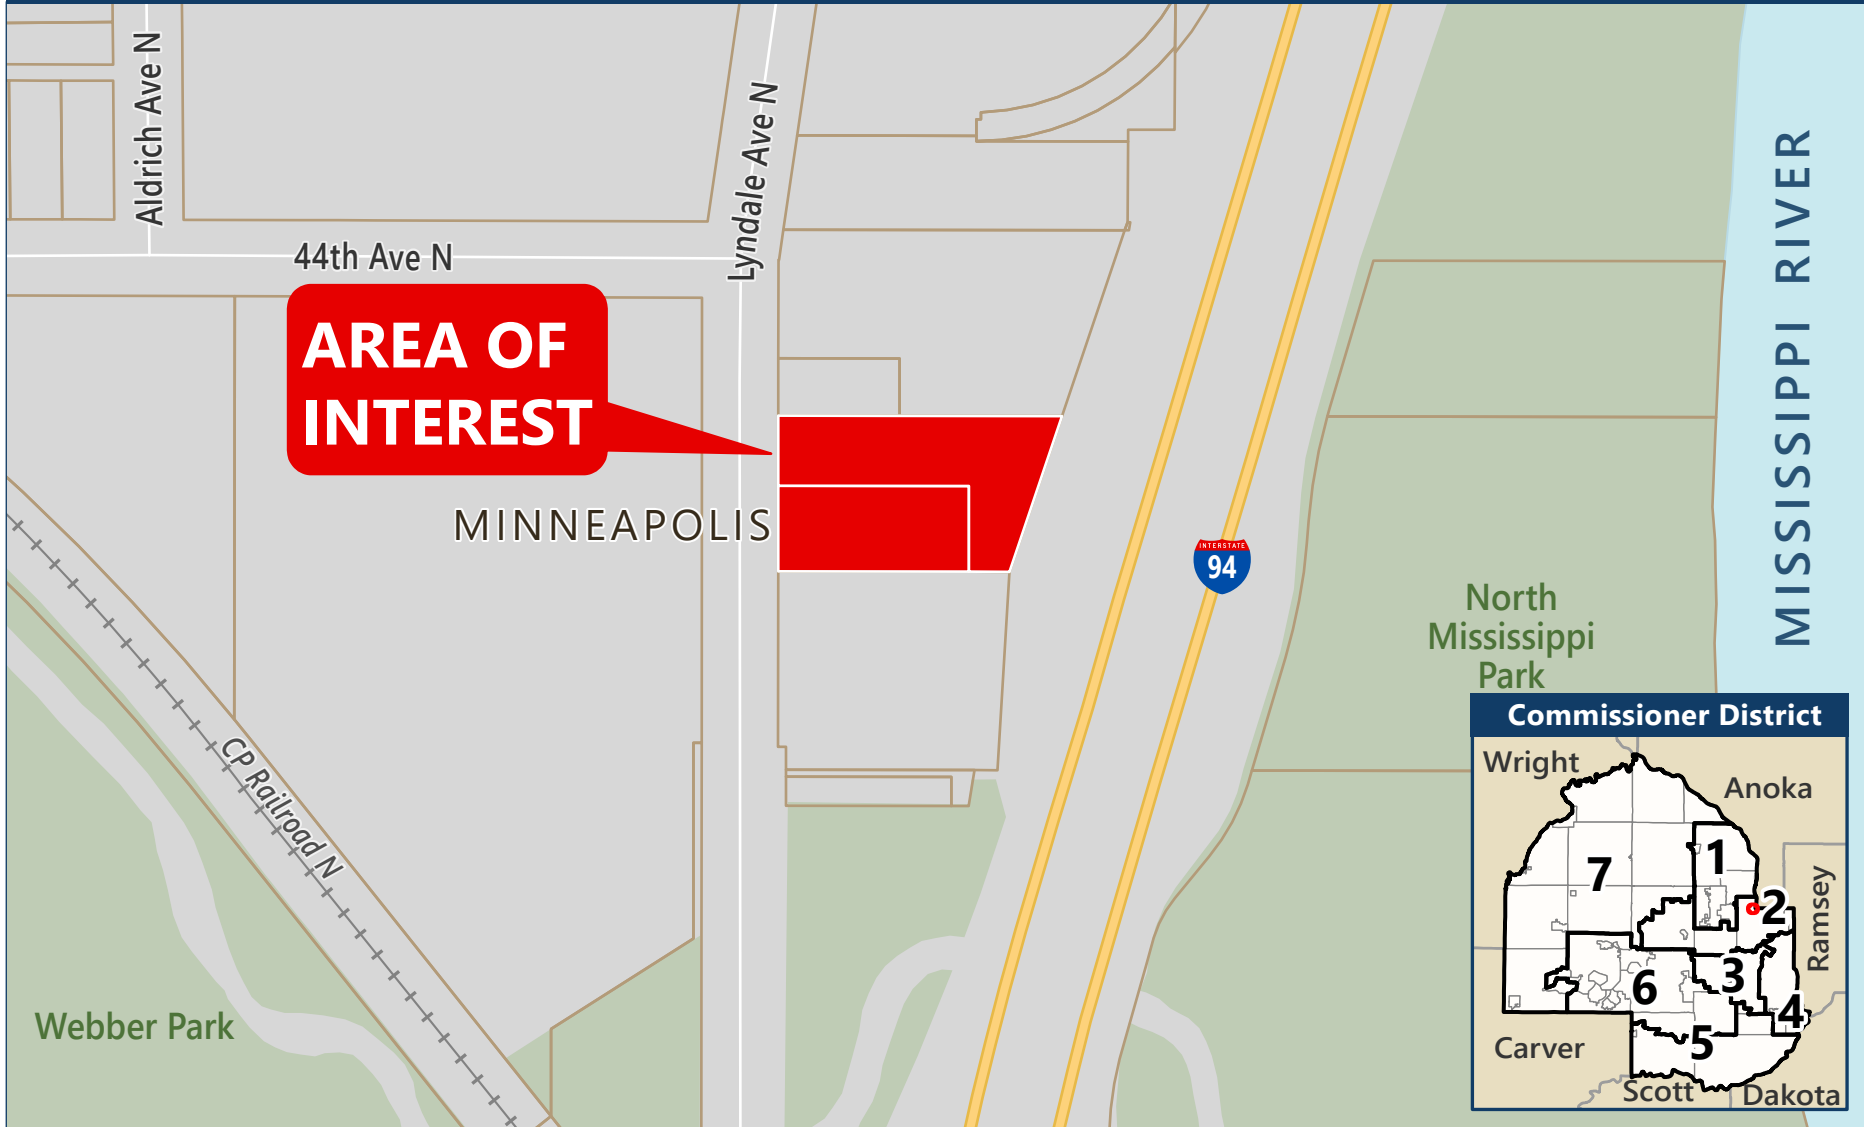 Aldrich Ave N
Lyndale Ave N
44th Ave N
AREA OF
INTEREST
MINNEAPOLIS
INTERSTATE
94
MISSISSIPPI RIVER
North
Mississippi
Park
CP Railroad N
Webber Park
Commissioner District
Wright
Anoka
1
7
2
Ramsey
3
6
4
5
Carver
Scott
Dakota